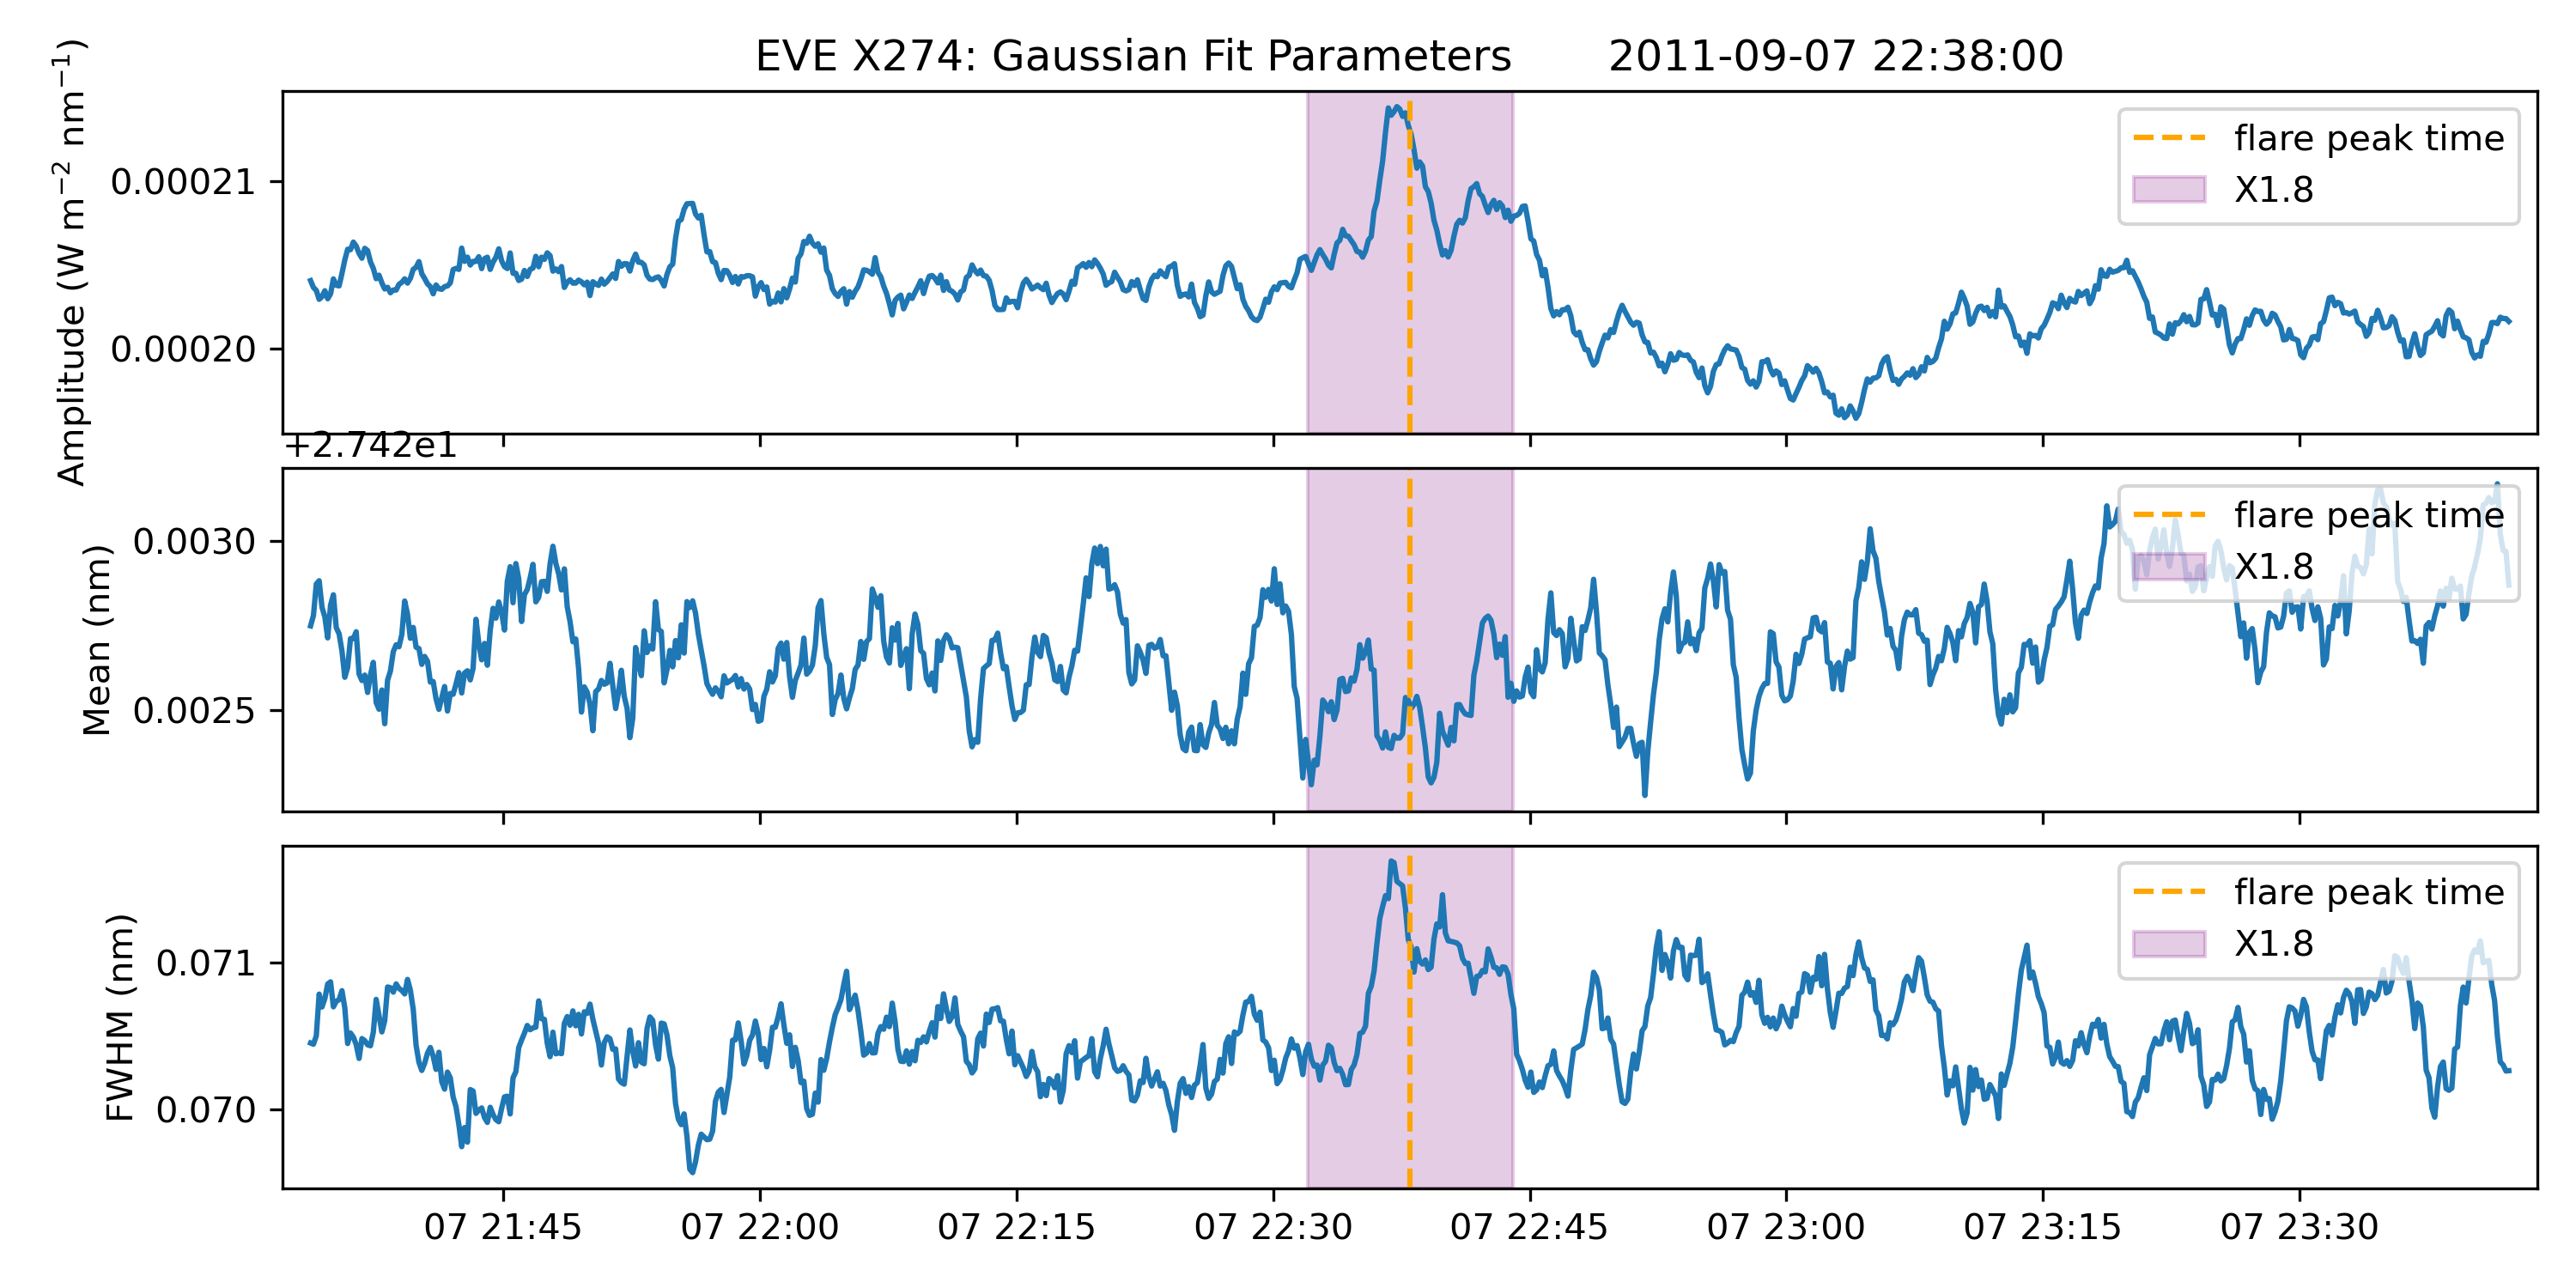 EVE X274: Gaussian Fit Parameters 2011-09-07 22:38:00
Amplitude (W m⁻² nm⁻¹)
0.00021
0.00020
flare peak time
X1.8
+2.742e1
Mean (nm)
0.0030
0.0025
flare peak time
X1.8
FWHM (nm)
0.071
0.070
flare peak time
X1.8
07 21:45 07 22:00 07 22:15 07 22:30 07 22:45 07 23:00 07 23:15 07 23:30